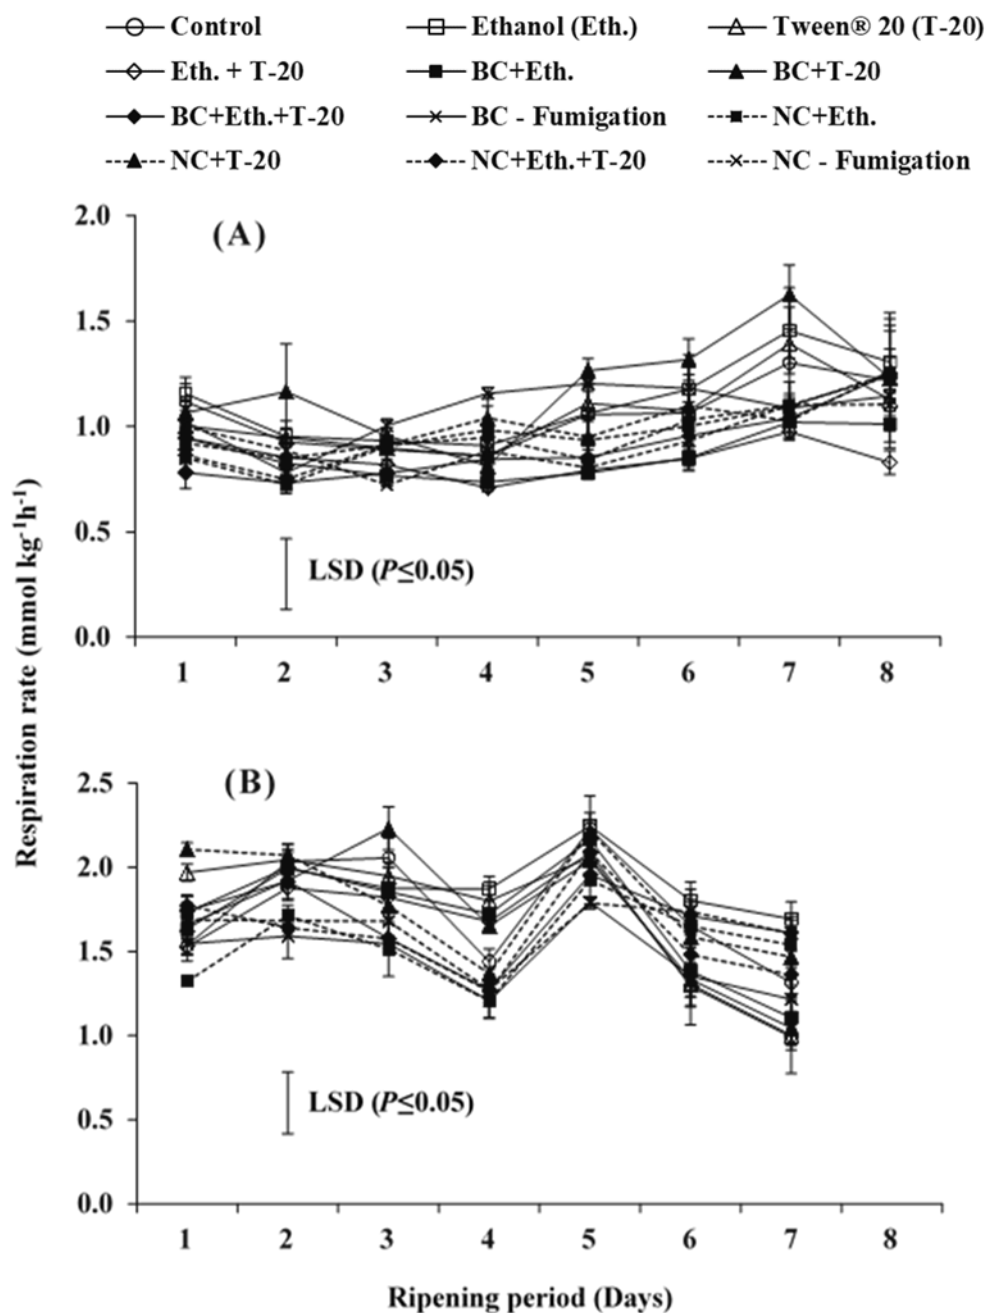 Control Ethanol (Eth.) Tween® 20 (T-20)
Eth. + T-20 BC+Eth. BC+T-20
BC+Eth.+T-20 BC - Fumigation NC+Eth.
NC+T-20 NC+Eth.+T-20 NC - Fumigation
Respiration rate (mmol kg⁻¹h⁻¹)
(A)
2.0
1.5
1.0
0.5
0.0
LSD (P≤0.05)
1 2 3 4 5 6 7 8
(B)
2.5
2.0
1.5
1.0
0.5
0.0
LSD (P≤0.05)
1 2 3 4 5 6 7 8
Ripening period (Days)